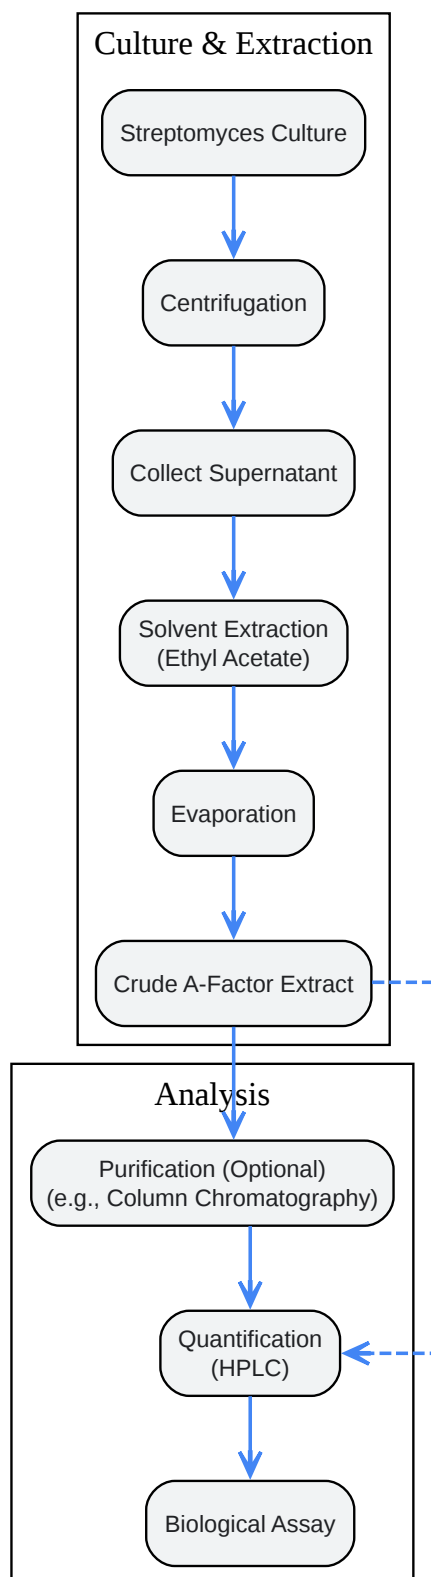 Culture & Extraction
Streptomyces Culture
Centrifugation
Collect Supernatant
Solvent Extraction
(Ethyl Acetate)
Evaporation
Crude A-Factor Extract
Analysis
Purification (Optional)
(e.g., Column Chromatography)
Quantification
(HPLC)
Biological Assay